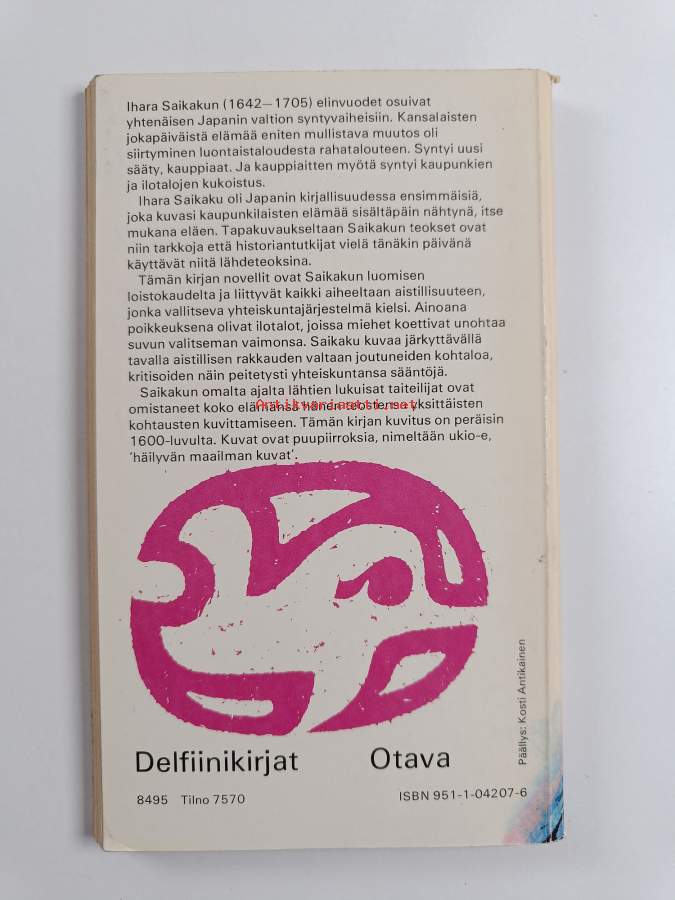 Ihara Saikakun (1642—1705) elinvuodet osuivat
yhtenäisen Japanin valtion syntyvaiheisiin. Kansalaisten
jokapäiväistä elämää eniten mullistava muutos oli
siirtyminen luontaistaloudesta rahatalouteen. Syntyi uusi
sääty, kauppiaat. Ja kauppiaitten myötä syntyi kaupunkien
ja ilotalojen kukoistus.
Ihara Saikaku oli Japanin kirjallisuudessa ensimmäisiä,
joka kuvasi kaupunkilaisten elämää sisältäpäin nähtynä, itse
mukana eläen. Tapakuvaukseltaan Saikakun teokset ovat
niin tarkkoja että historiantutkijat vielä tänäkin päivänä
käyttävät niitä lähdeteoksina.
Tämän kirjan novellit ovat Saikakun luomisen
loistokaudelta ja liittyvät kaikki aiheeltaan aistillisuuteen,
jonka vallitseva yhteiskuntajärjestelmä kielsi. Ainoana
poikkeuksena olivat ilotalot, joissa miehet koettivat unohtaa
suvun valitseman vaimonsa. Saikaku kuvaa järkyttävällä
tavalla aistillisen rakkauden valtaan joutuneiden kohtaloa,
kritisoiden näin peitetysti yhteiskuntansa sääntöjä.
Saikakun omalta ajalta lähtien lukuisat taiteilijat ovat
omistaneet koko elämänsä hänen teostensa yksittäisten
Antikvariaatti.net
kohtausten kuvittamiseen. Tämän kirjan kuvitus on peräisin
1600-luvulta. Kuvat ovat puupiirroksia, nimeltään ukio-e,
'häilyvän maailman kuvat'.
Päällys: Kosti Antikainen
Delfiinikirjat Otava
8495 Tilno 7570 ISBN 951-1-04207-6